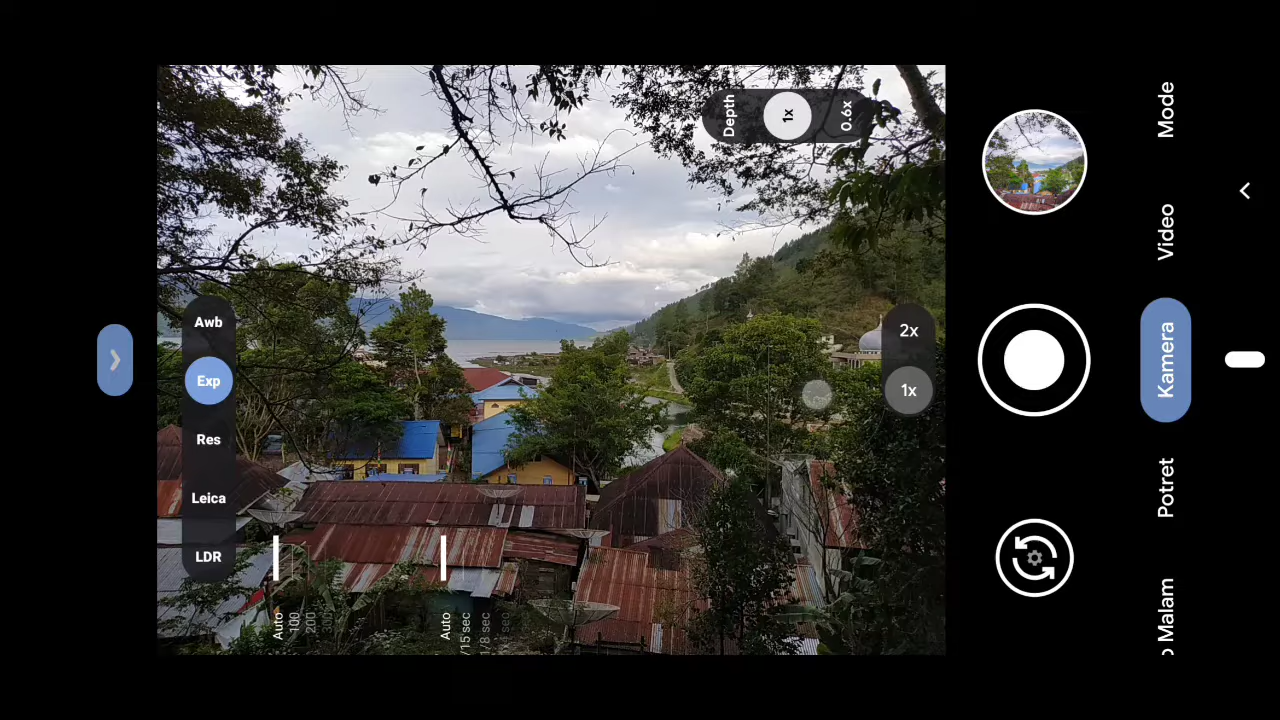 Depth
1x
0.6x
Awb
Exp
Res
Leica
LDR
2x
1x
Auto
100
200
300
Auto
/15 sec
1/8 sec
Mode
Video
Kamera
Potret
o Malam